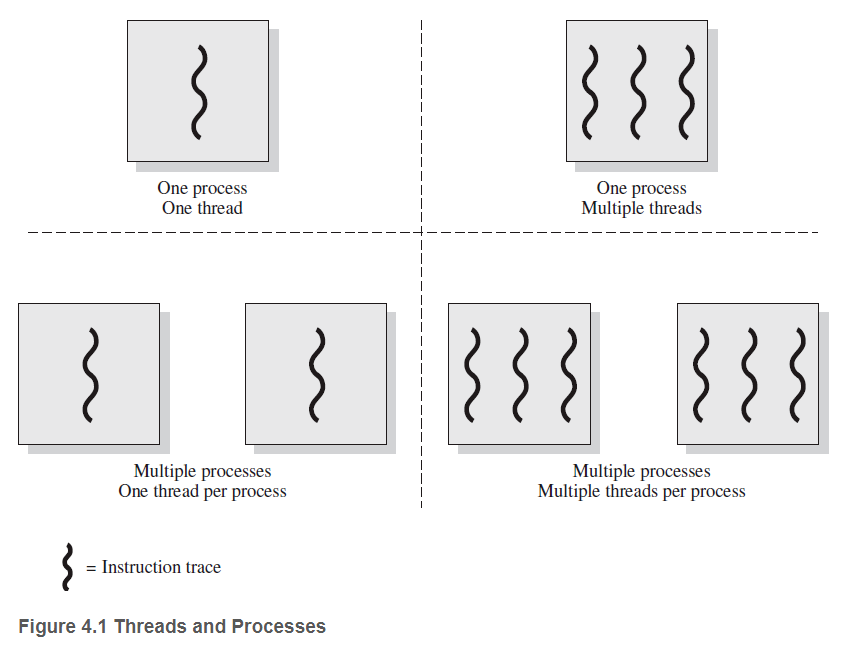 One process
One thread
One process
Multiple threads
Multiple processes
One thread per process
Multiple processes
Multiple threads per process
= Instruction trace
Figure 4.1 Threads and Processes